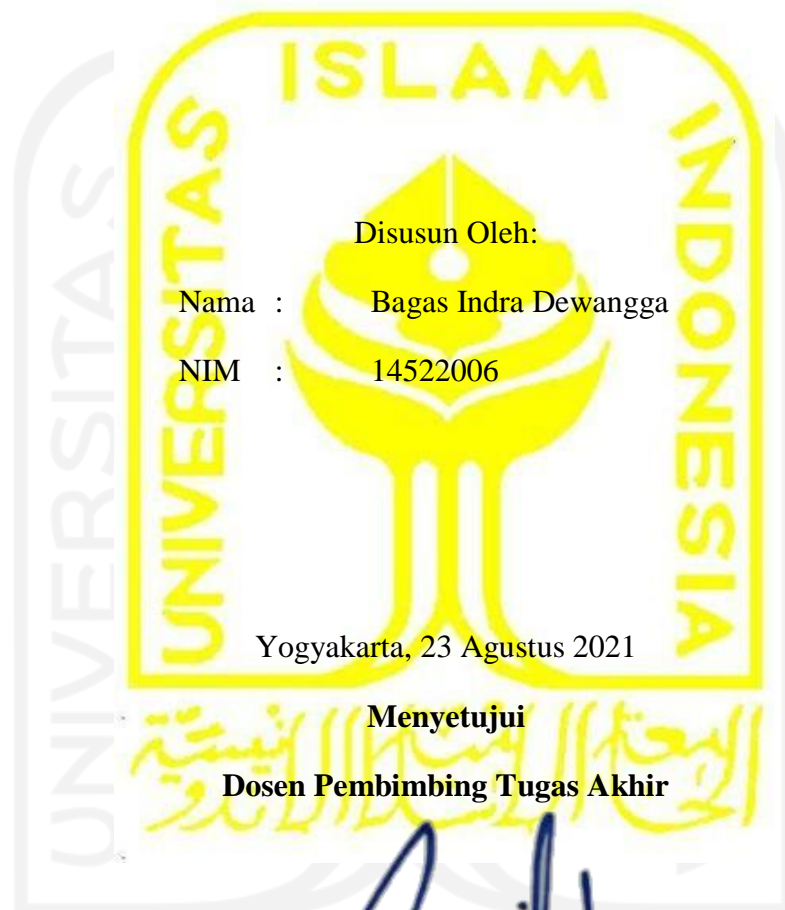 ISLAM
UNIVERSITAS
INDONESIA
UNIVERSITAS
Disusun Oleh:
Nama : Bagas Indra Dewangga
NIM : 14522006
Yogyakarta, 23 Agustus 2021
Menyetujui
Dosen Pembimbing Tugas Akhir